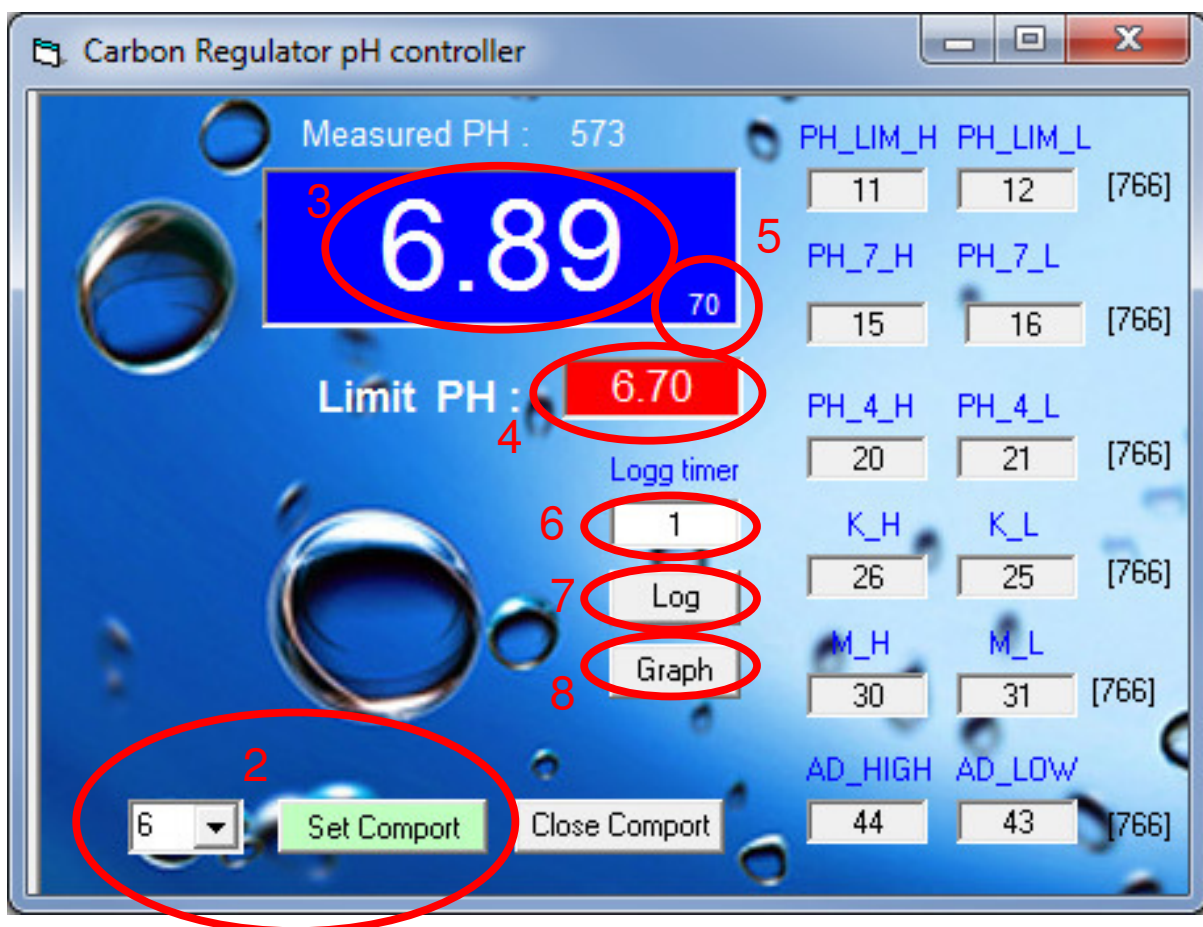 Carbon Regulator pH controller
Measured PH : 573
PH_LIM_H PH_LIM_L
11 12 [766]
3 6.89
5
70
PH_7_H PH_7_L
15 16 [766]
Limit PH : 6.70
4
PH_4_H PH_4_L
20 21 [766]
Logg timer
6 1
K_H K_L
26 25 [766]
7 Log
8 Graph
M_H M_L
30 31 [766]
2
6 Set Comport Close Comport
AD_HIGH AD_LOW
44 43 [766]